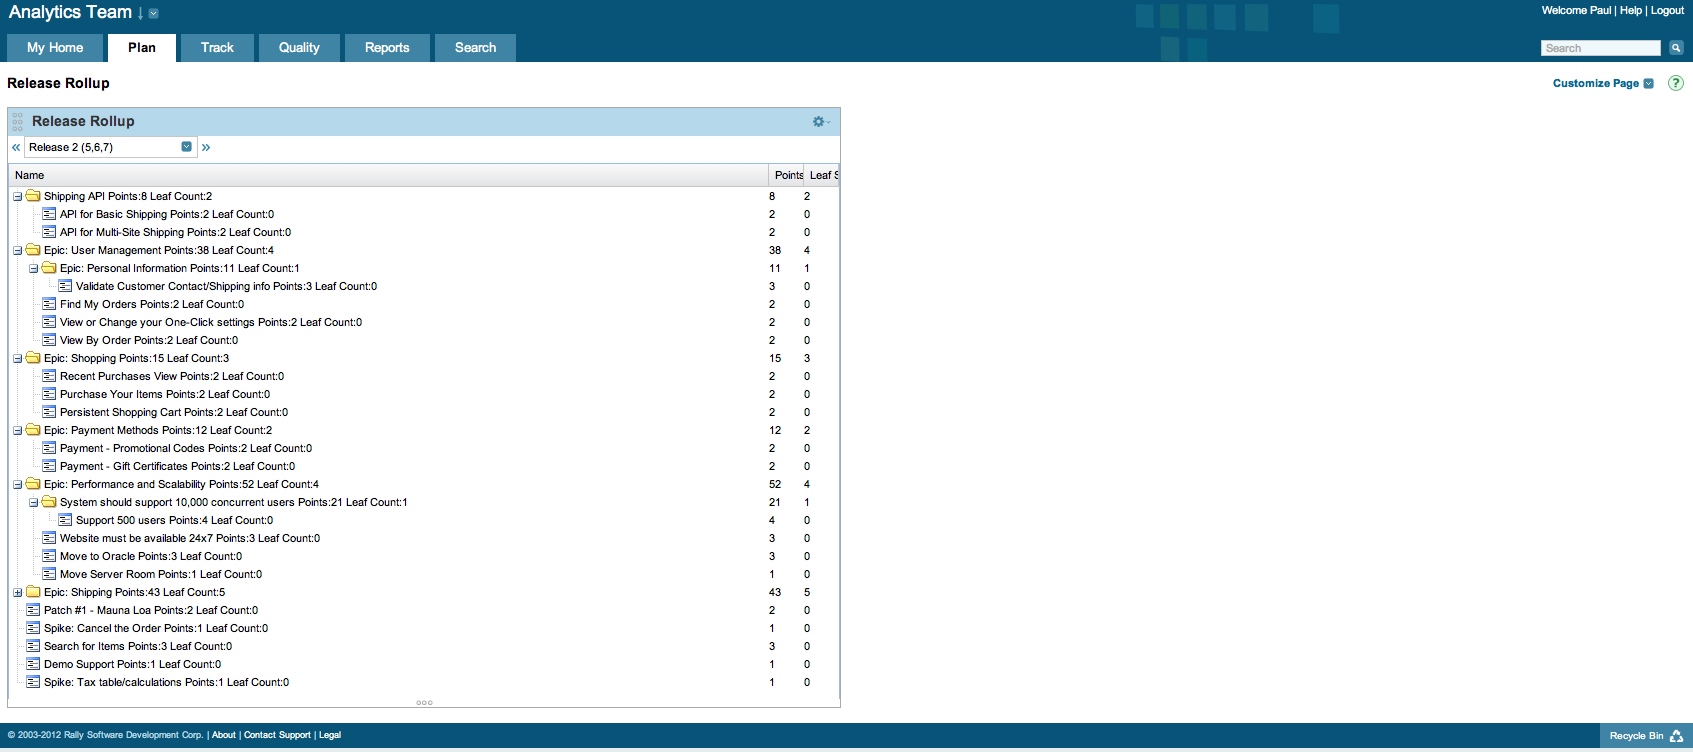 Analytics Team
Welcome Paul | Help | Logout
My Home Plan Track Quality Reports Search
Search
Release Rollup
Customize Page ?
Release Rollup
« Release 2 (5,6,7) »
Name Points Leaf S
Shipping API Points:8 Leaf Count:2 8 2
API for Basic Shipping Points:2 Leaf Count:0 2 0
API for Multi-Site Shipping Points:2 Leaf Count:0 2 0
Epic: User Management Points:38 Leaf Count:4 38 4
Epic: Personal Information Points:11 Leaf Count:1 11 1
Validate Customer Contact/Shipping info Points:3 Leaf Count:0 3 0
Find My Orders Points:2 Leaf Count:0 2 0
View or Change your One-Click settings Points:2 Leaf Count:0 2 0
View By Order Points:2 Leaf Count:0 2 0
Epic: Shopping Points:15 Leaf Count:3 15 3
Recent Purchases View Points:2 Leaf Count:0 2 0
Purchase Your Items Points:2 Leaf Count:0 2 0
Persistent Shopping Cart Points:2 Leaf Count:0 2 0
Epic: Payment Methods Points:12 Leaf Count:2 12 2
Payment - Promotional Codes Points:2 Leaf Count:0 2 0
Payment - Gift Certificates Points:2 Leaf Count:0 2 0
Epic: Performance and Scalability Points:52 Leaf Count:4 52 4
System should support 10,000 concurrent users Points:21 Leaf Count:1 21 1
Support 500 users Points:4 Leaf Count:0 4 0
Website must be available 24x7 Points:3 Leaf Count:0 3 0
Move to Oracle Points:3 Leaf Count:0 3 0
Move Server Room Points:1 Leaf Count:0 1 0
Epic: Shipping Points:43 Leaf Count:5 43 5
Patch #1 - Mauna Loa Points:2 Leaf Count:0 2 0
Spike: Cancel the Order Points:1 Leaf Count:0 1 0
Search for Items Points:3 Leaf Count:0 3 0
Demo Support Points:1 Leaf Count:0 1 0
Spike: Tax table/calculations Points:1 Leaf Count:0 1 0
© 2003-2012 Rally Software Development Corp. | About | Contact Support | Legal
Recycle Bin